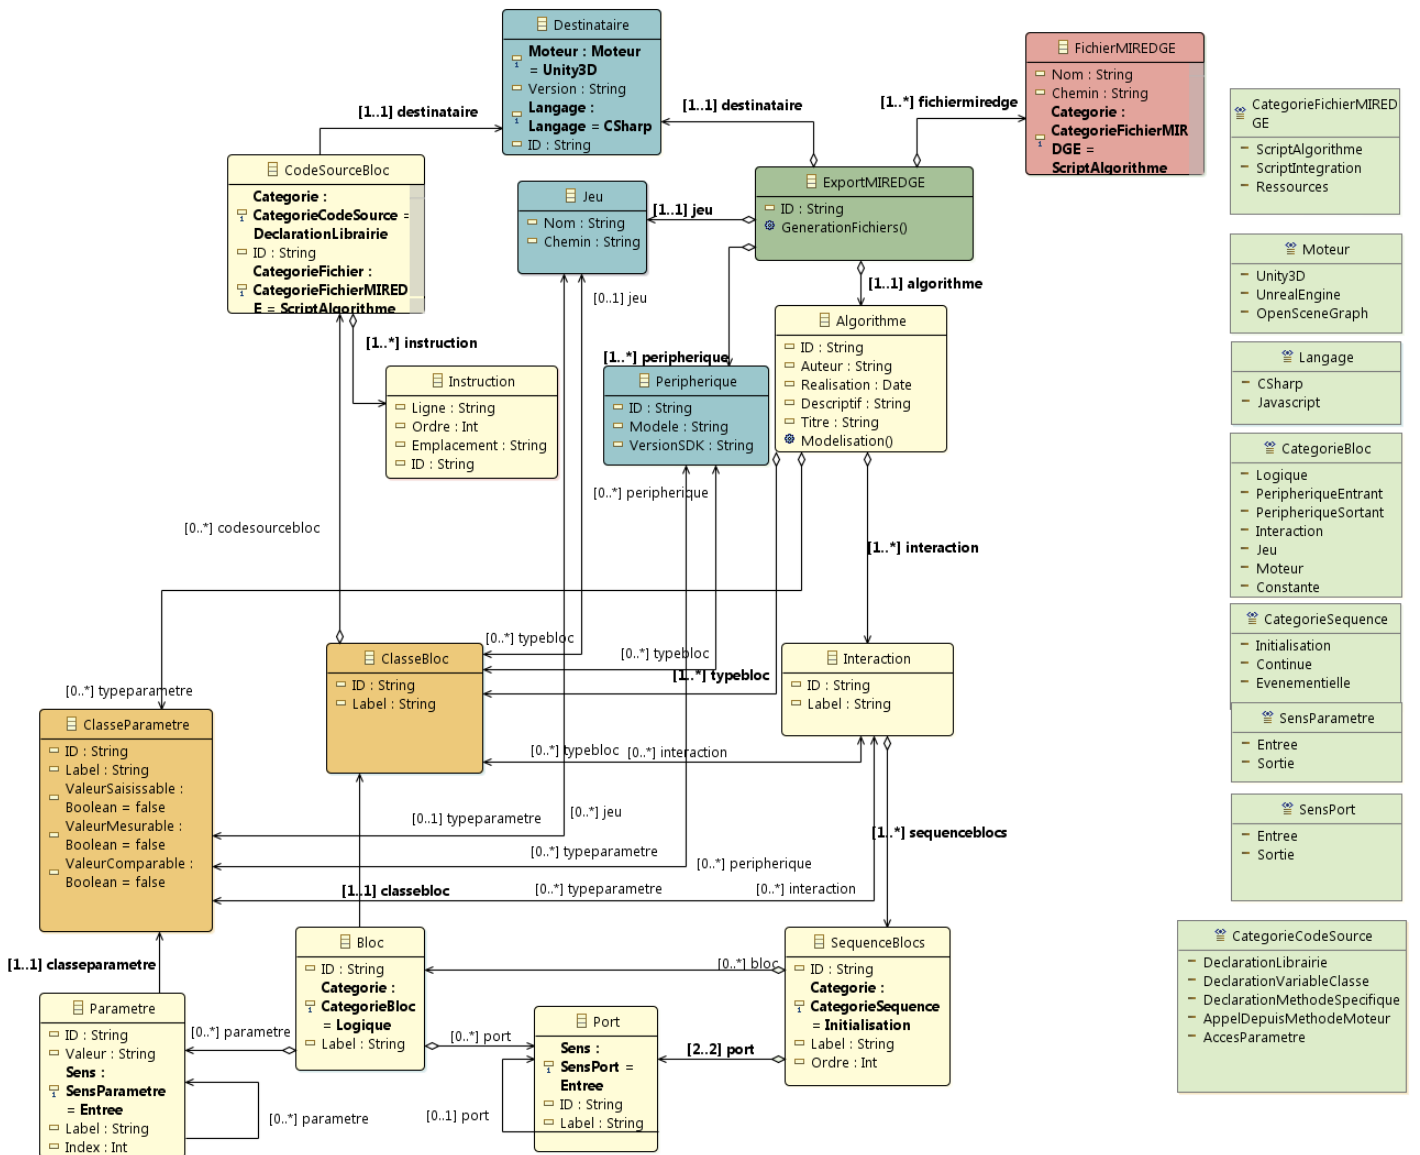 Destinataire
Moteur : Moteur
= Unity3D
Version : String
Langage :
Langage = CSharp
ID : String
[1..1] destinataire
[1..1] destinataire
[1..*] fichiermiredge
FichierMIREDGE
Nom : String
Chemin : String
Categorie :
CategorieFichierMIR
DGE =
ScriptAlgorithme
CodeSourceBloc
Categorie :
CategorieCodeSource =
DeclarationLibrairie
ID : String
CategorieFichier :
CategorieFichierMIRED
E = ScriptAlgorithme
Jeu
Nom : String
Chemin : String
[1..1] jeu
ExportMIREDGE
ID : String
GenerationFichiers()
[0..1] jeu
[1..1] algorithme
[1..*] instruction
Instruction
Ligne : String
Ordre : Int
Emplacement : String
ID : String
[1..*] peripherique
Peripherique
ID : String
Modele : String
VersionSDK : String
Algorithme
ID : String
Auteur : String
Realisation : Date
Descriptif : String
Titre : String
Modelisation()
[0..*] peripherique
[0..*] codesourcebloc
[1..*] interaction
[0..*] typebloc
[0..*] typebloc
[1..*] typebloc
ClasseBloc
ID : String
Label : String
Interaction
ID : String
Label : String
[0..*] typeparametre
ClasseParametre
ID : String
Label : String
ValeurSaisissable :
Boolean = false
ValeurMesurable :
Boolean = false
ValeurComparable :
Boolean = false
[0..*] typebloc
[0..*] interaction
[0..1] typeparametre
[0..*] jeu
[1..*] sequenceblocs
[0..*] typeparametre
[0..*] peripherique
[1..1] classebloc
[0..*] typeparametre
[0..*] interaction
[1..1] classeparametre
Bloc
ID : String
Categorie :
CategorieBloc
= Logique
Label : String
[0..*] bloc
SequenceBlocs
ID : String
Categorie :
CategorieSequence
= Initialisation
Label : String
Ordre : Int
Parametre
ID : String
Valeur : String
Sens :
SensParametre
= Entree
Label : String
Index : Int
[0..*] parametre
[0..*] parametre
[0..*] port
Port
Sens :
SensPort =
Entree
ID : String
Label : String
[2..2] port
[0..1] port
CategorieFichierMIRED
GE
ScriptAlgorithme
ScriptIntegration
Ressources
Moteur
Unity3D
UnrealEngine
OpenSceneGraph
Langage
CSharp
Javascript
CategorieBloc
Logique
PeripheriqueEntrant
PeripheriqueSortant
Interaction
Jeu
Moteur
Constante
CategorieSequence
Initialisation
Continue
Evenementielle
SensParametre
Entree
Sortie
SensPort
Entree
Sortie
CategorieCodeSource
DeclarationLibrairie
DeclarationVariableClasse
DeclarationMethodeSpecifique
AppelDepuisMethodeMoteur
AccesParametre